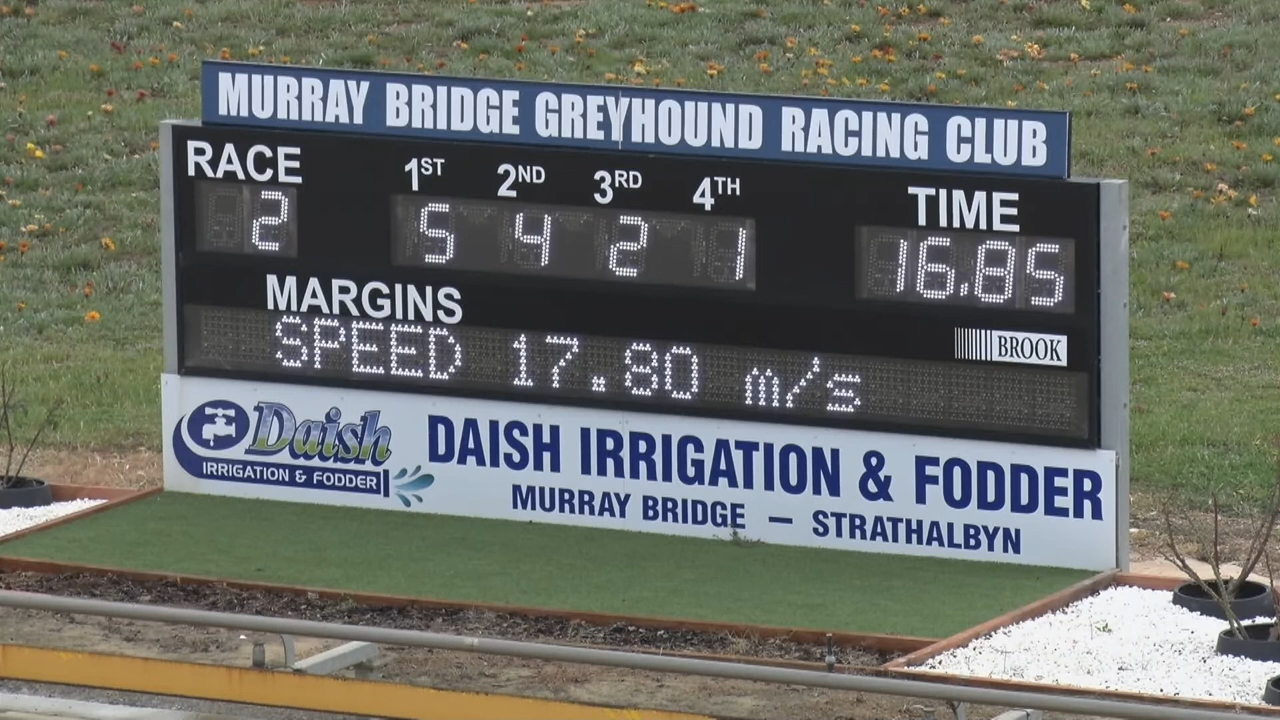 MURRAY BRIDGE GREYHOUND RACING CLUB
RACE 1ST 2ND 3RD 4TH TIME
2 5 4 2 1 16.85
MARGINS
SPEED 17.80 m/s
BROOK
Daish
IRRIGATION & FODDER
DAISH IRRIGATION & FODDER
MURRAY BRIDGE — STRATHALBYN